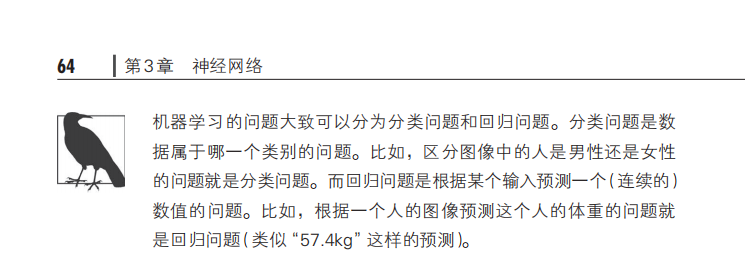 64 第3章 神经网络
机器学习的问题大致可以分为分类问题和回归问题。分类问题是数
据属于哪一个类别的问题。比如，区分图像中的人是男性还是女性
的问题就是分类问题。而回归问题是根据某个输入预测一个(连续的)
数值的问题。比如，根据一个人的图像预测这个人的体重的问题就
是回归问题(类似“57.4kg”这样的预测)。